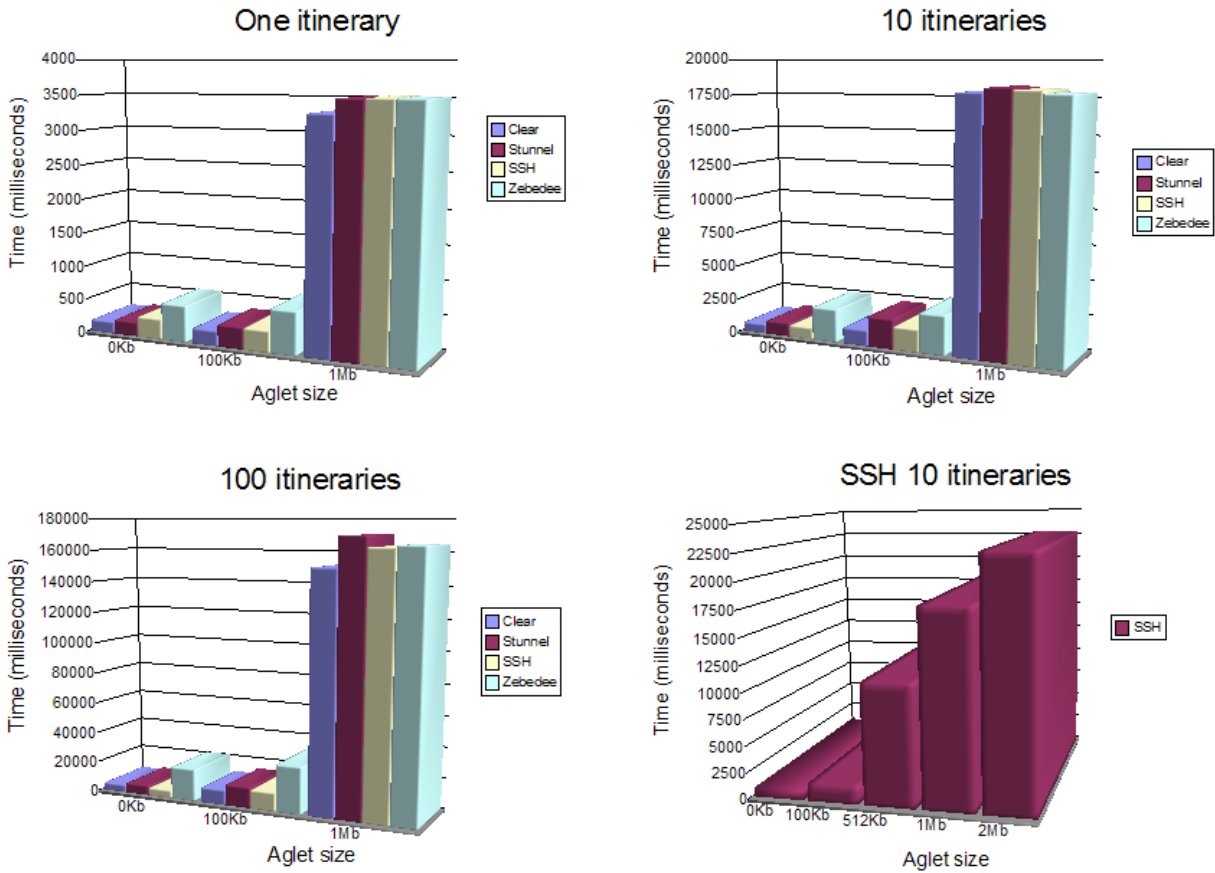 One itinerary
Time (milliseconds)
4000
3500
3000
2500
2000
1500
1000
500
0
0Kb
100Kb
1Mb
Aglet size
Clear
Stunnel
SSH
Zebedee
10 itineraries
Time (milliseconds)
20000
17500
15000
12500
10000
7500
5000
2500
0
0Kb
100Kb
1Mb
Aglet size
Clear
Stunnel
SSH
Zebedee
100 itineraries
Time (milliseconds)
180000
160000
140000
120000
100000
80000
60000
40000
20000
0
0Kb
100Kb
1Mb
Aglet size
Clear
Stunnel
SSH
Zebedee
SSH 10 itineraries
Time (milliseconds)
25000
22500
20000
17500
15000
12500
10000
7500
5000
2500
0
0Kb
100Kb
512Kb
1Mb
2Mb
Aglet size
SSH